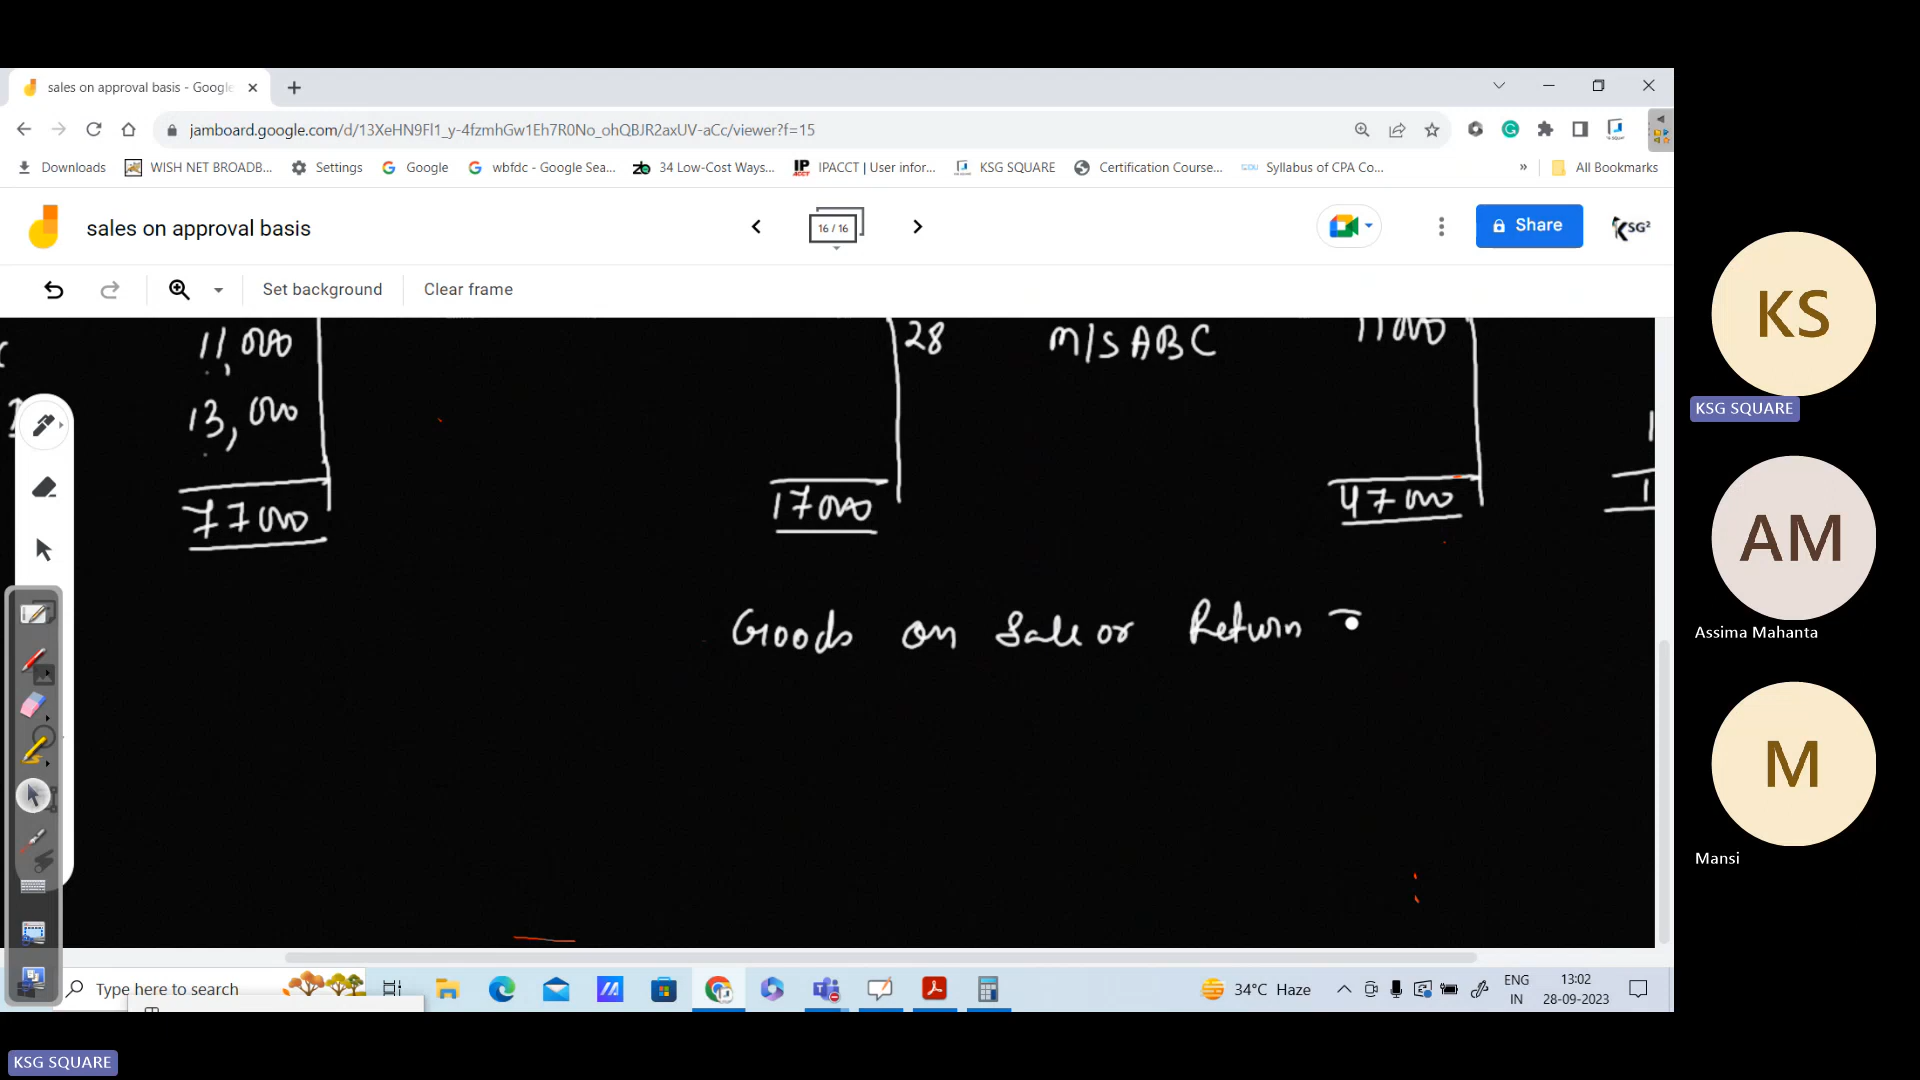 sales on approval basis - Google
jamboard.google.com/d/13XeHN9Fl1_y-4fzmhGw1Eh7R0No_ohQBJR2axUV-aCc/viewer?f=15
Downloads WISH NET BROADB... Settings Google wbfdc - Google Sea... 34 Low-Cost Ways... IPACCT | User infor... KSG SQUARE Certification Course... Syllabus of CPA Co... » All Bookmarks
sales on approval basis
16 / 16
Share
KSG²
Set background Clear frame
11,000 28 M/S ABC 11000
13,000
77000 17000 47000 1
Goods on Sale or Return
Type here to search
34°C Haze
ENG
IN
13:02
28-09-2023
KS
KSG SQUARE
AM
Assima Mahanta
M
Mansi
KSG SQUARE